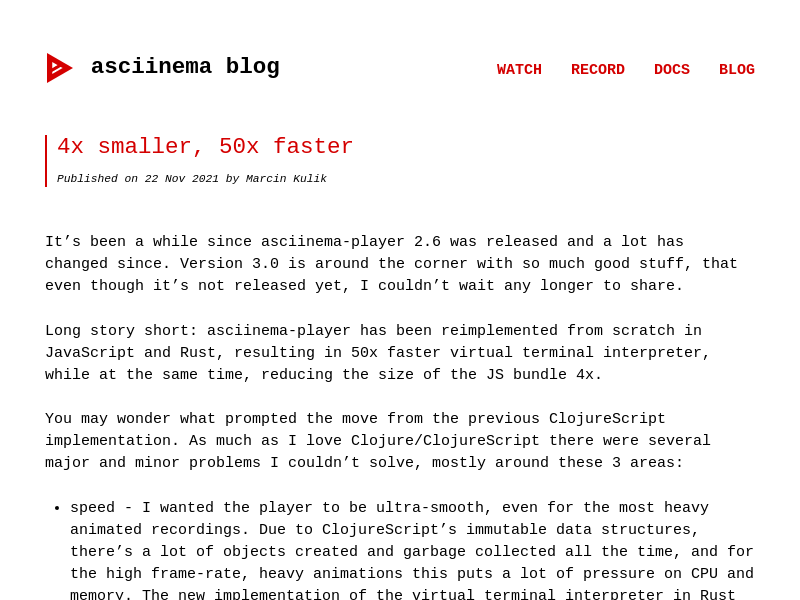 asciinema blog
WATCH RECORD DOCS BLOG
4x smaller, 50x faster
Published on 22 Nov 2021 by Marcin Kulik
It’s been a while since asciinema-player 2.6 was released and a lot has
changed since. Version 3.0 is around the corner with so much good stuff, that
even though it’s not released yet, I couldn’t wait any longer to share.
Long story short: asciinema-player has been reimplemented from scratch in
JavaScript and Rust, resulting in 50x faster virtual terminal interpreter,
while at the same time, reducing the size of the JS bundle 4x.
You may wonder what prompted the move from the previous ClojureScript
implementation. As much as I love Clojure/ClojureScript there were several
major and minor problems I couldn’t solve, mostly around these 3 areas:
• speed - I wanted the player to be ultra-smooth, even for the most heavy
animated recordings. Due to ClojureScript’s immutable data structures,
there’s a lot of objects created and garbage collected all the time, and for
the high frame-rate, heavy animations this puts a lot of pressure on CPU and
memory. The new implementation of the virtual terminal interpreter in Rust